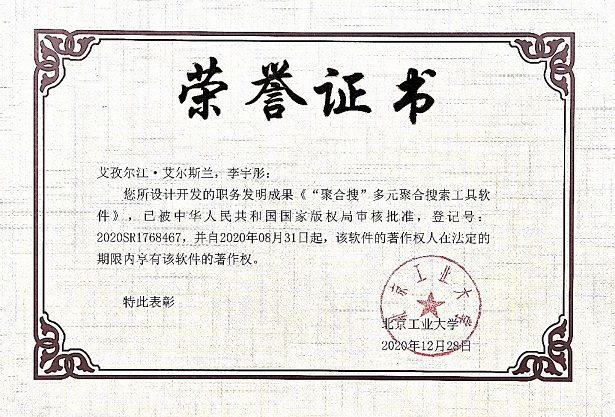 荣誉证书
艾孜尔江·艾尔斯兰，李宇彤：
您所设计开发的职务发明成果《“聚合搜”多元聚合搜索工具软
件》，已被中华人民共和国国家版权局审核批准，登记号：
2020SR1768467，并自2020年08月31日起，该软件的著作权人在法定的
期限内享有该软件的著作权。
特此表彰
北京工业大学
北京工业大学
2020年12月28日